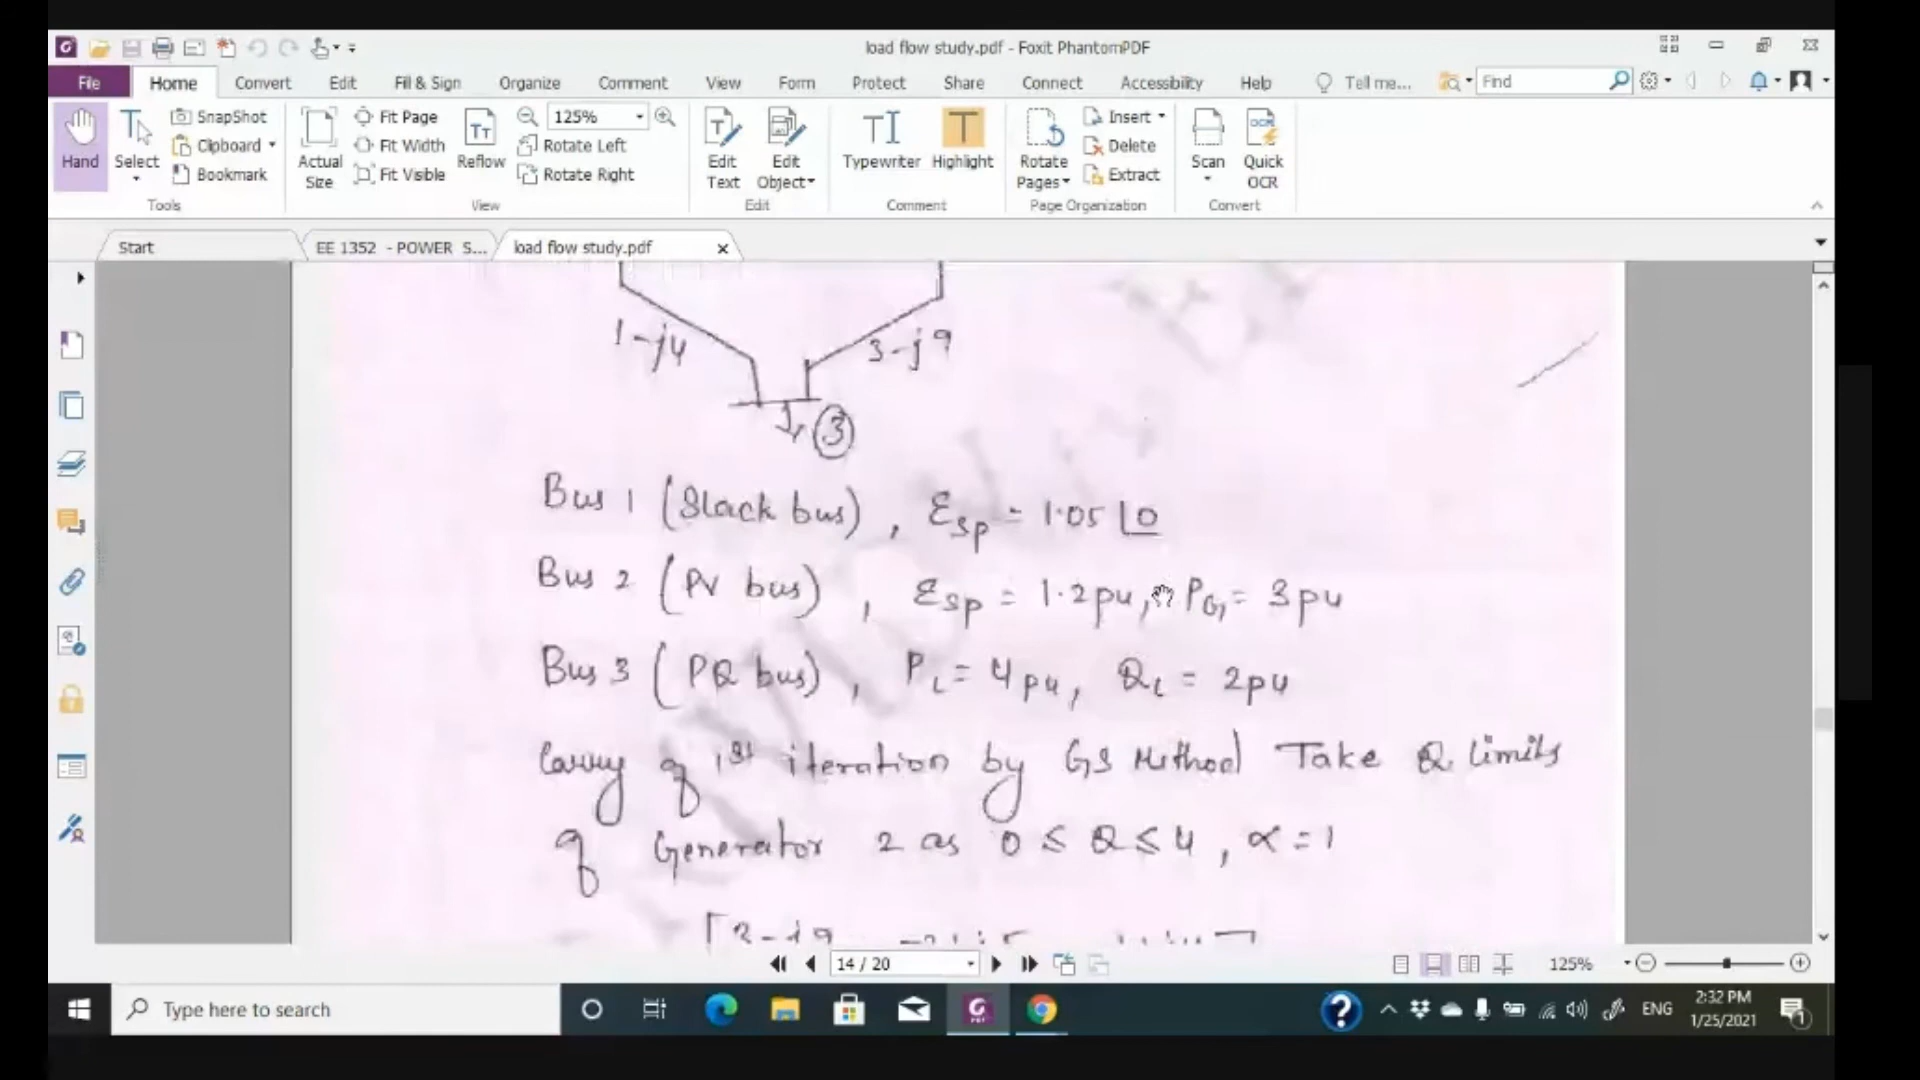 load flow study.pdf - Foxit PhantomPDF
File Home Convert Edit Fill & Sign Organize Comment View Form Protect Share Connect Accessibility Help Tell me... Find
Hand
Select
SnapShot
Clipboard
Bookmark
Tools
Actual Size
Fit Page
Fit Width
Fit Visible
Reflow
125%
Rotate Left
Rotate Right
View
Edit Text
Edit Object
Edit
Typewriter
Highlight
Comment
Rotate Pages
Insert
Delete
Extract
Page Organization
Scan
Quick OCR
Convert
Start EE 1352 - POWER S... load flow study.pdf
1-j4 3-j9
3
Bus 1 (Slack bus), Esp = 1.05 ∠0
Bus 2 (PV bus), Esp = 1.2pu, PG = 3pu
Bus 3 (PQ bus), PL = 4pu, QL = 2pu
Carry of 1st iteration by GS Method Take Q limits
of Generator 2 as 0 ≤ Q ≤ 4, α = 1
14 / 20 125%
Type here to search
ENG
2:32 PM
1/25/2021